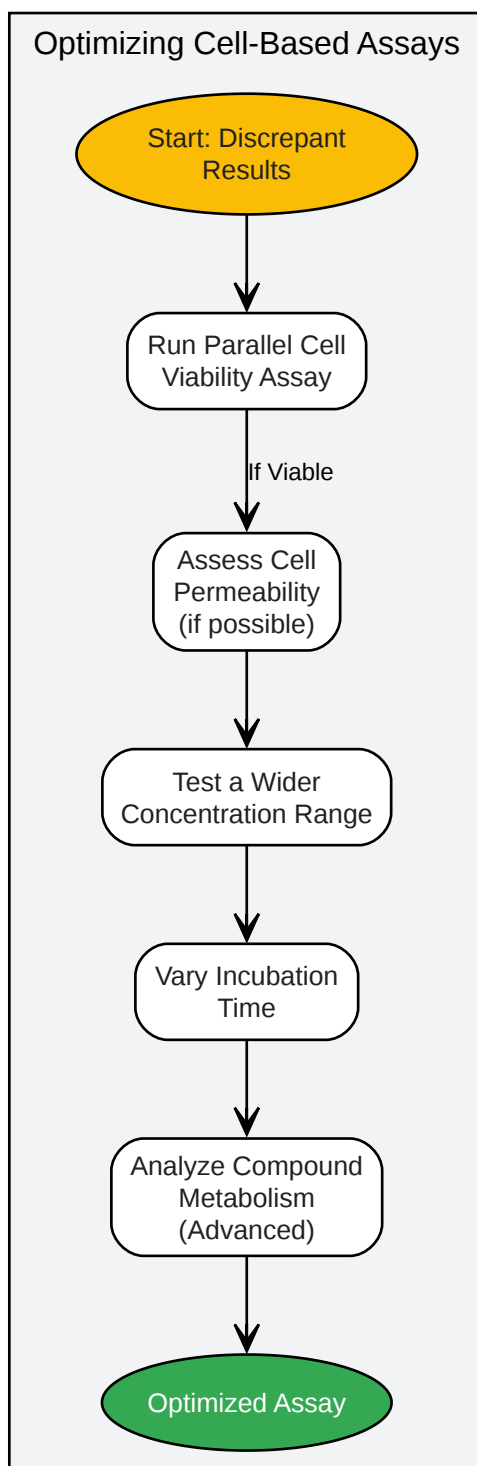 Optimizing Cell-Based Assays
Start: Discrepant
Results
Run Parallel Cell
Viability Assay
If Viable
Assess Cell
Permeability
(if possible)
Test a Wider
Concentration Range
Vary Incubation
Time
Analyze Compound
Metabolism
(Advanced)
Optimized Assay